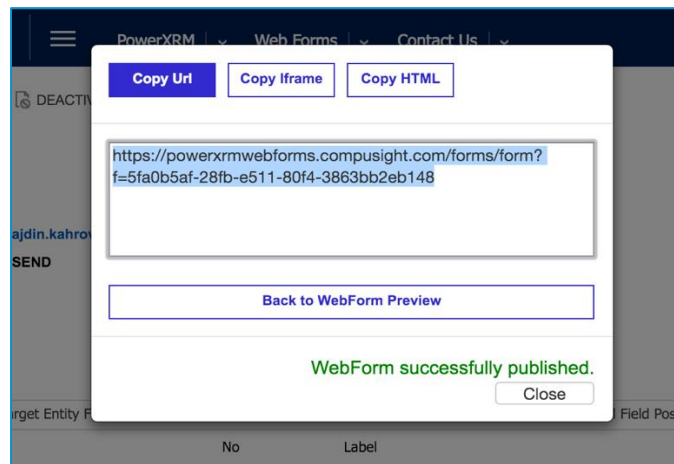 PowerXRM Web Forms Contact Us
Copy Url Copy Iframe Copy HTML
DEACTIV
https://powerxrmwebforms.compusight.com/forms/form?
f=5fa0b5af-28fb-e511-80f4-3863bb2eb148
ajdin.kahrov
SEND
Back to WebForm Preview
WebForm successfully published.
Close
rget Entity F Field Pos
No Label